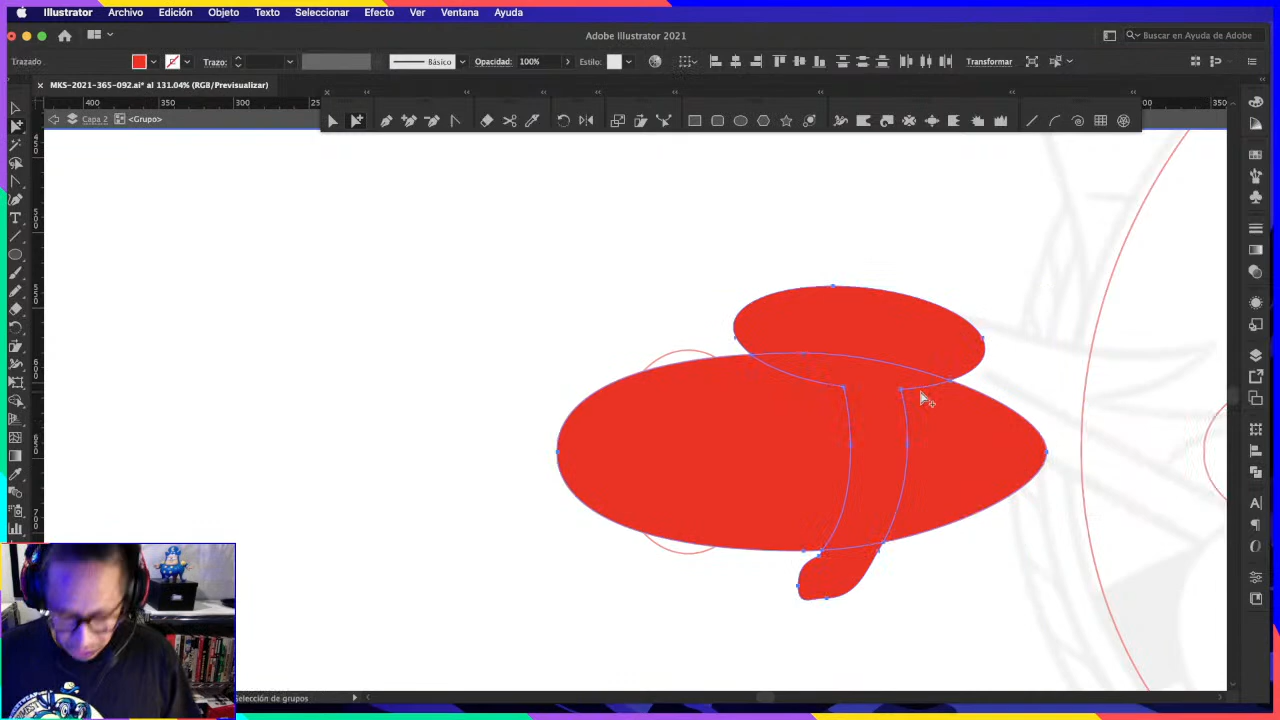 Illustrator Archivo Edición Objeto Texto Seleccionar Efecto Ver Ventana Ayuda
Adobe Illustrator 2021
Buscar en Ayuda de Adobe
Trazado Trazo: Básico Opacidad: 100% Estilo: Transformar
× MKS-2021-365-092.ai* al 131.04% (RGB/Previsualizar)
400 350 300 350
Capa 2 <Grupo>
Selección de grupos